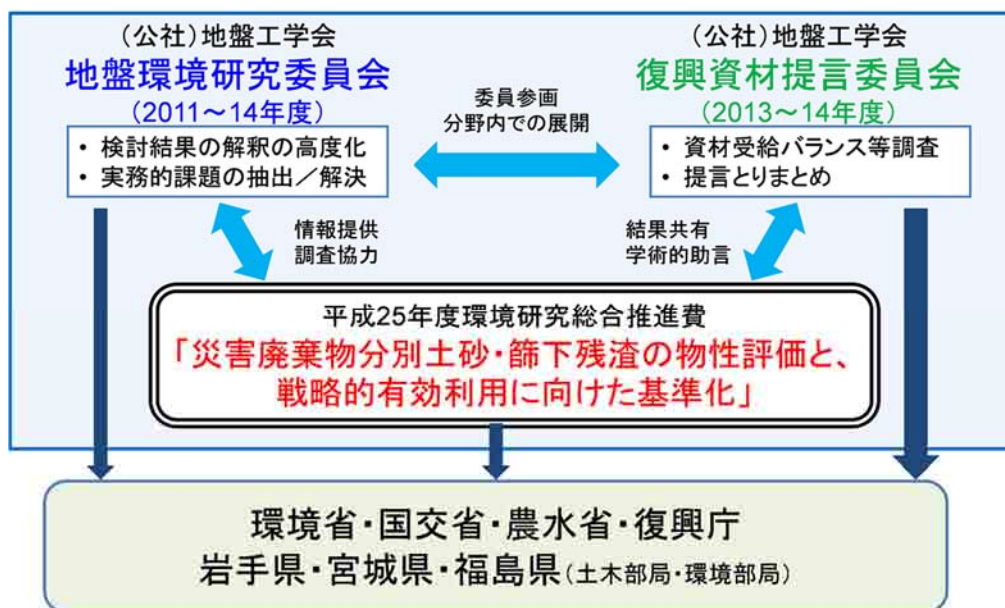 (公社)地盤工学会
地盤環境研究委員会
(2011～14年度)
・ 検討結果の解釈の高度化
・ 実務的課題の抽出／解決
委員参画
分野内での展開
(公社)地盤工学会
復興資材提言委員会
(2013～14年度)
・ 資材受給バランス等調査
・ 提言とりまとめ
情報提供
調査協力
結果共有
学術的助言
平成25年度環境研究総合推進費
「災害廃棄物分別土砂・篩下残渣の物性評価と、
戦略的有効利用に向けた基準化」
環境省・国交省・農水省・復興庁
岩手県・宮城県・福島県(土木部局・環境部局)